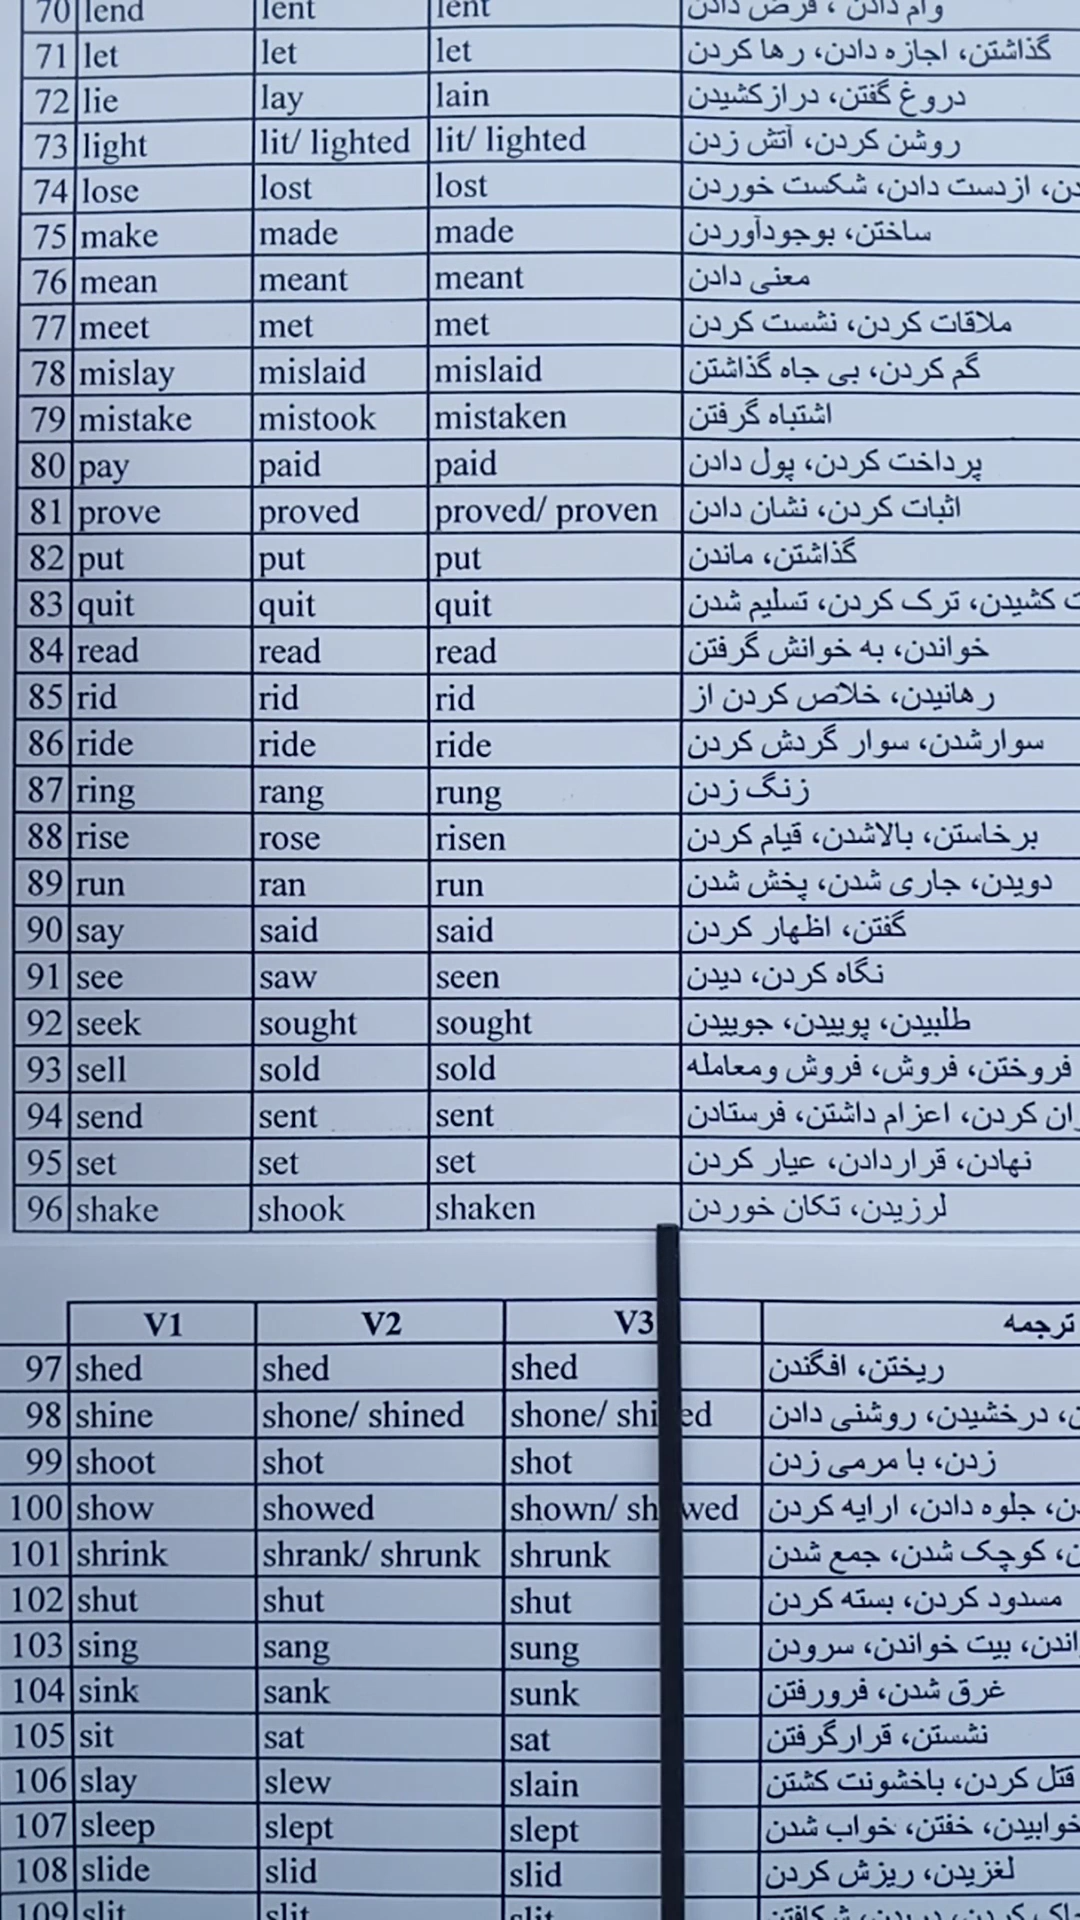 70 lend lent lent وام دادن، قرض دادن
71 let let let گذاشتن، اجازه دادن، رها کردن
72 lie lay lain دروغ گفتن، درازکشیدن
73 light lit/ lighted lit/ lighted روشن کردن، آتش زدن
74 lose lost lost ازدست دادن، شکست خوردن
75 make made made ساختن، بوجودآوردن
76 mean meant meant معنی دادن
77 meet met met ملاقات کردن، نشست کردن
78 mislay mislaid mislaid گم کردن، بی جاه گذاشتن
79 mistake mistook mistaken اشتباه گرفتن
80 pay paid paid پرداخت کردن، پول دادن
81 prove proved proved/ proven اثبات کردن، نشان دادن
82 put put put گذاشتن، ماندن
83 quit quit quit کشیدن، ترک کردن، تسلیم شدن
84 read read read خواندن، به خوانش گرفتن
85 rid rid rid رهانیدن، خلاص کردن از
86 ride ride ride سوارشدن، سوار گردش کردن
87 ring rang rung زنگ زدن
88 rise rose risen برخاستن، بالاشدن، قیام کردن
89 run ran run دویدن، جاری شدن، پخش شدن
90 say said said گفتن، اظهار کردن
91 see saw seen نگاه کردن، دیدن
92 seek sought sought طلبیدن، پوییدن، جوییدن
93 sell sold sold فروختن، فروش، فروش ومعامله
94 send sent sent کردن، اعزام داشتن، فرستادن
95 set set set نهادن، قراردادن، عیار کردن
96 shake shook shaken لرزیدن، تکان خوردن
V1 V2 V3 ترجمه
97 shed shed shed ریختن، افگندن
98 shine shone/ shined shone/ shined درخشیدن، روشنی دادن
99 shoot shot shot زدن، با مرمی زدن
100 show showed shown/ showed جلوه دادن، ارایه کردن
101 shrink shrank/ shrunk shrunk کوچک شدن، جمع شدن
102 shut shut shut مسدود کردن، بسته کردن
103 sing sang sung بیت خواندن، سرودن
104 sink sank sunk غرق شدن، فرورفتن
105 sit sat sat نشستن، قرارگرفتن
106 slay slew slain قتل کردن، باخشونت کشتن
107 sleep slept slept خوابیدن، خفتن، خواب شدن
108 slide slid slid لغزیدن، ریزش کردن
109 slit slit slit